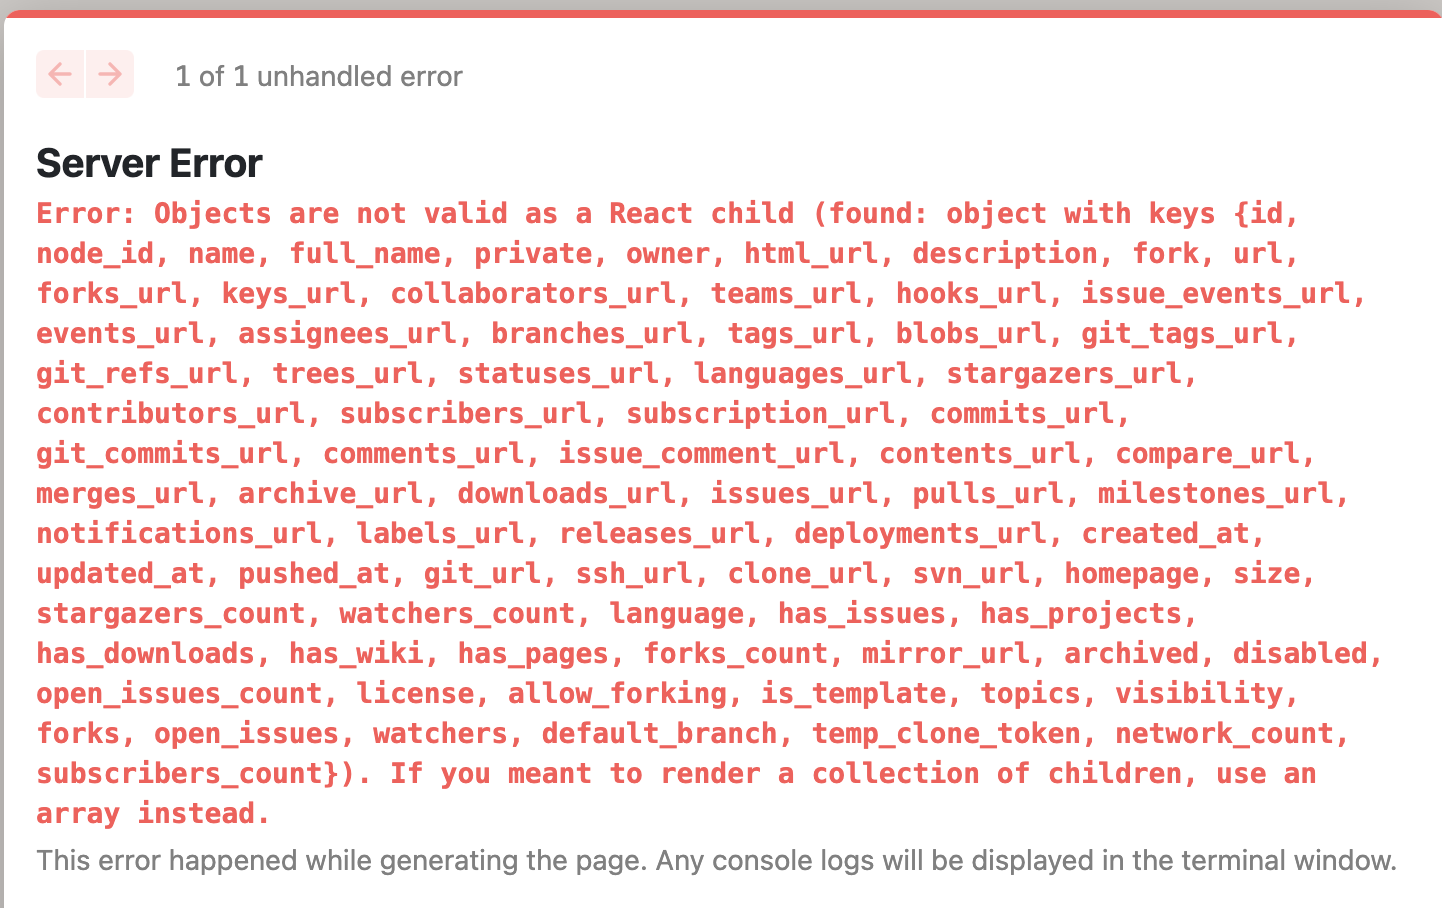 1 of 1 unhandled error
Server Error
Error: Objects are not valid as a React child (found: object with keys {id,
node_id, name, full_name, private, owner, html_url, description, fork, url,
forks_url, keys_url, collaborators_url, teams_url, hooks_url, issue_events_url,
events_url, assignees_url, branches_url, tags_url, blobs_url, git_tags_url,
git_refs_url, trees_url, statuses_url, languages_url, stargazers_url,
contributors_url, subscribers_url, subscription_url, commits_url,
git_commits_url, comments_url, issue_comment_url, contents_url, compare_url,
merges_url, archive_url, downloads_url, issues_url, pulls_url, milestones_url,
notifications_url, labels_url, releases_url, deployments_url, created_at,
updated_at, pushed_at, git_url, ssh_url, clone_url, svn_url, homepage, size,
stargazers_count, watchers_count, language, has_issues, has_projects,
has_downloads, has_wiki, has_pages, forks_count, mirror_url, archived, disabled,
open_issues_count, license, allow_forking, is_template, topics, visibility,
forks, open_issues, watchers, default_branch, temp_clone_token, network_count,
subscribers_count}). If you meant to render a collection of children, use an
array instead.
This error happened while generating the page. Any console logs will be displayed in the terminal window.